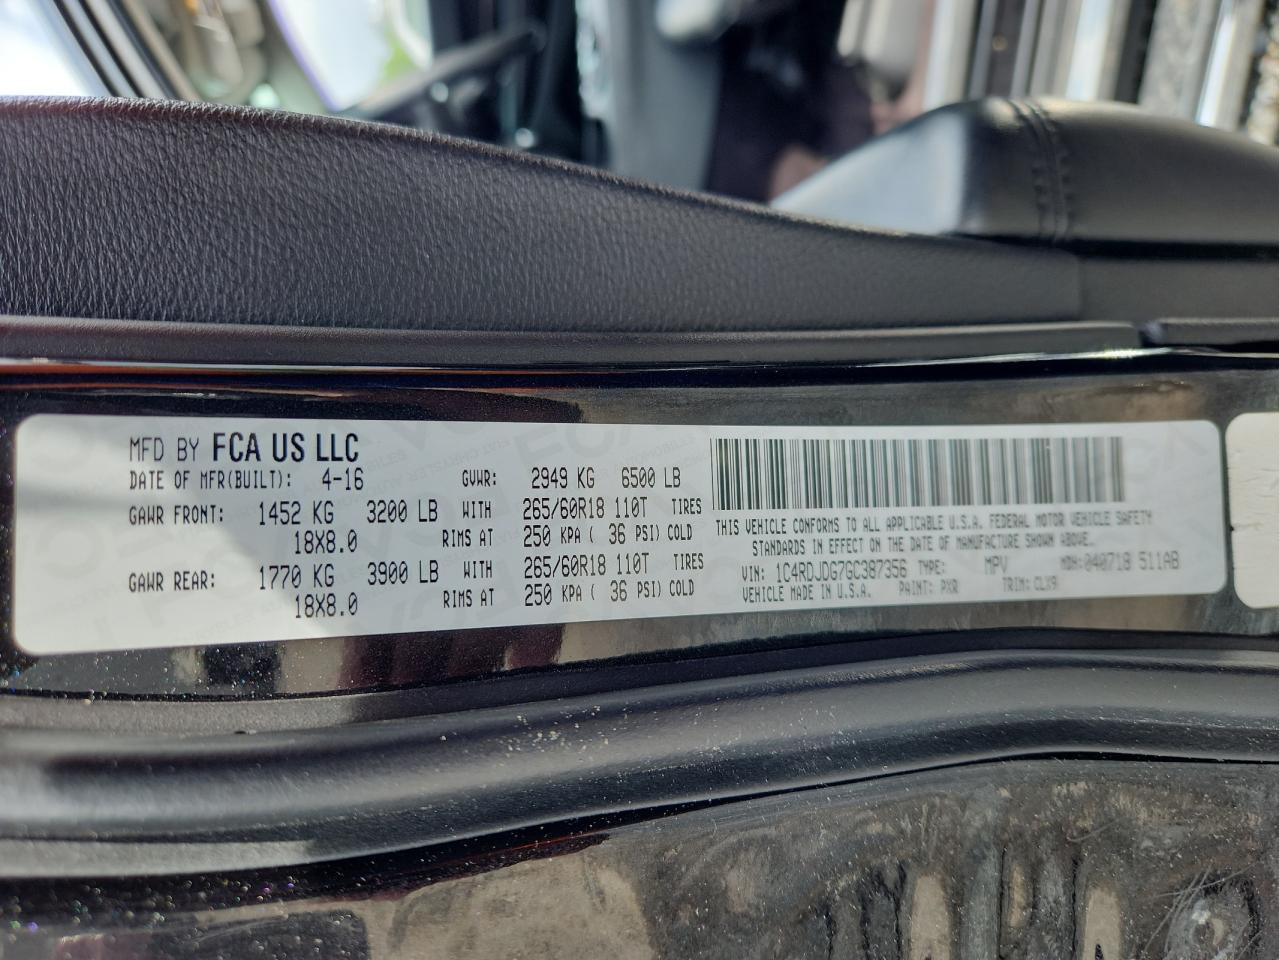 MFD BY FCA US LLC
DATE OF MFR(BUILT): 4-16 GVWR: 2949 KG 6500 LB
GAWR FRONT: 1452 KG 3200 LB WITH 265/60R18 110T TIRES
18X8.0 RIMS AT 250 KPA ( 36 PSI) COLD
GAWR REAR: 1770 KG 3900 LB WITH 265/60R18 110T TIRES
18X8.0 RIMS AT 250 KPA ( 36 PSI) COLD
THIS VEHICLE CONFORMS TO ALL APPLICABLE U.S.A. FEDERAL MOTOR VEHICLE SAFETY
STANDARDS IN EFFECT ON THE DATE OF MANUFACTURE SHOWN ABOVE.
VIN: 1C4RDJDG7GC387356 TYPE: MPV MDH: 040718 511AB
VEHICLE MADE IN U.S.A. PAINT: PXR TRIM: CLX9